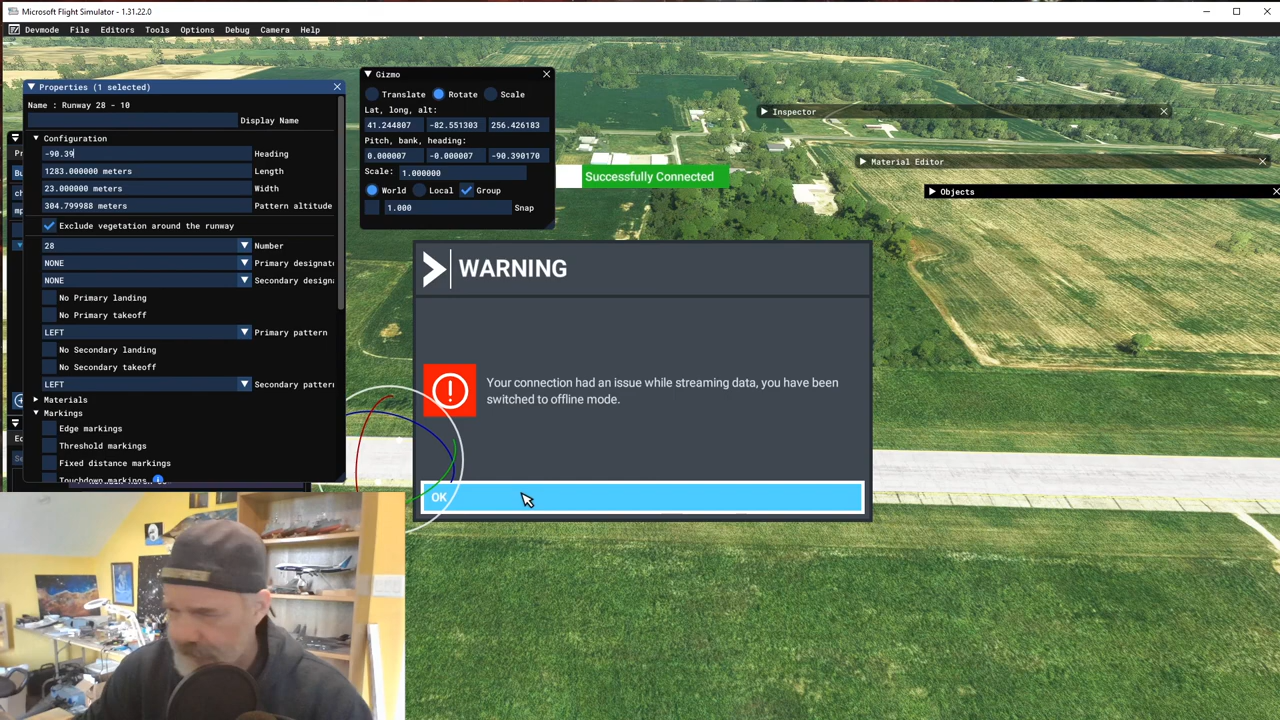 Microsoft Flight Simulator - 1.31.22.0
Devmode File Editors Tools Options Debug Camera Help
Properties (1 selected)
Name : Runway 28 - 10
Display Name
Configuration
-90.39 Heading
1283.000000 meters Length
23.000000 meters Width
304.799988 meters Pattern altitude
Exclude vegetation around the runway
28 Number
NONE Primary designat
NONE Secondary design
No Primary landing
No Primary takeoff
LEFT Primary pattern
No Secondary landing
No Secondary takeoff
LEFT Secondary pattern
Materials
Markings
Edge markings
Threshold markings
Fixed distance markings
Touchdown markings
Gizmo
Translate Rotate Scale
Lat, long, alt:
41.244807 -82.551303 256.426183
Pitch, bank, heading:
0.000007 -0.000007 -90.390170
Scale: 1.000000
World Local Group
1.000 Snap
Successfully Connected
Inspector
Material Editor
Objects
WARNING
Your connection had an issue while streaming data, you have been
switched to offline mode.
OK